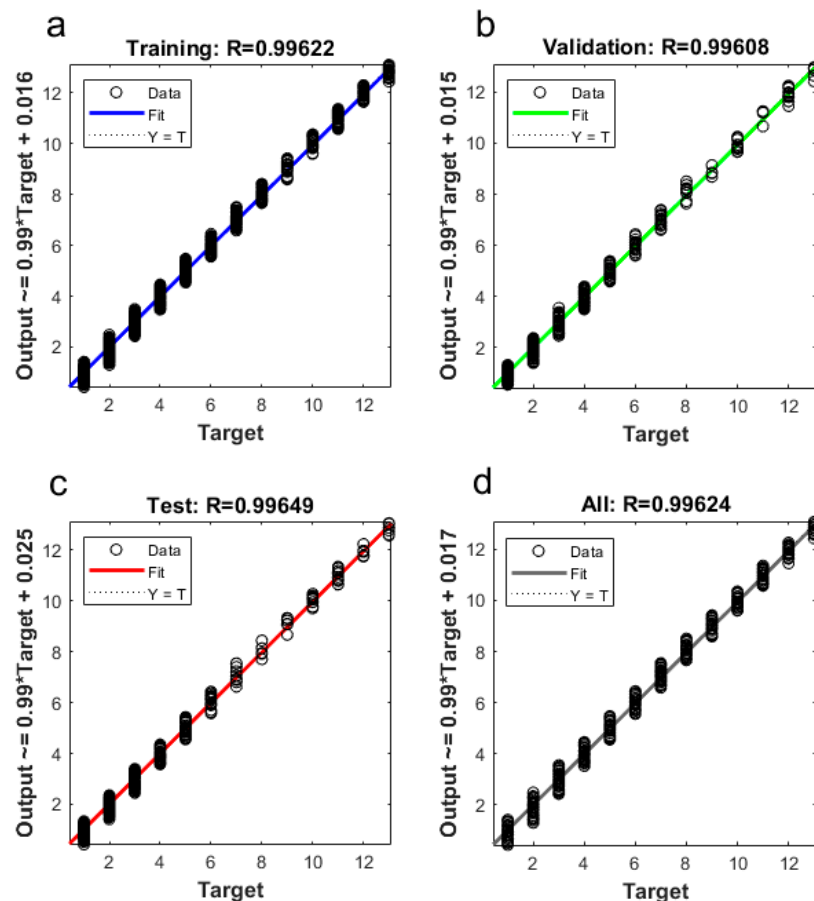 a
Training: R=0.99622
Output ~= 0.99*Target + 0.016
Data
Fit
Y = T
12
10
8
6
4
2
2 4 6 8 10 12
Target
b
Validation: R=0.99608
Output ~= 0.99*Target + 0.015
Data
Fit
Y = T
12
10
8
6
4
2
2 4 6 8 10 12
Target
c
Test: R=0.99649
Output ~= 0.99*Target + 0.025
Data
Fit
Y = T
12
10
8
6
4
2
2 4 6 8 10 12
Target
d
All: R=0.99624
Output ~= 0.99*Target + 0.017
Data
Fit
Y = T
12
10
8
6
4
2
2 4 6 8 10 12
Target